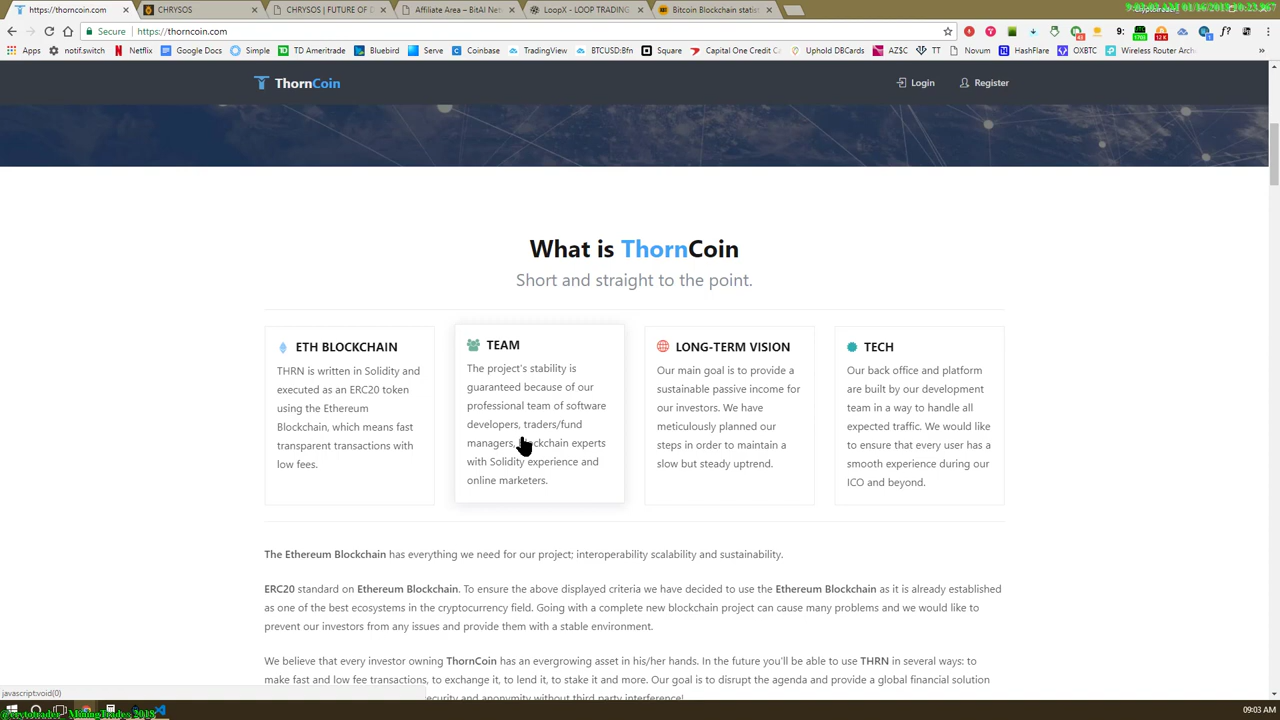 https://thorncoin.com
CHRYSOS
CHRYSOS | FUTURE OF D
Affiliate Area – BitAI Net
LoopX - LOOP TRADING
Bitcoin Blockchain statist
Secure
https://thorncoin.com
Apps
notif.switch
Netflix
Google Docs
Simple
TD Ameritrade
Bluebird
Serve
Coinbase
TradingView
BTCUSD:Bfn
Square
Capital One Credit C
Unhold DBCards
AZ$C
TT
Novum
HashFlare
OXBTC
Wireless Router Arch
ThornCoin
Login
Register
What is ThornCoin
Short and straight to the point.
ETH BLOCKCHAIN
THRN is written in Solidity and
executed as an ERC20 token
using the Ethereum
Blockchain, which means fast
transparent transactions with
low fees.
TEAM
The project's stability is
guaranteed because of our
professional team of software
developers, traders/fund
managers, blockchain experts
with Solidity experience and
online marketers.
LONG-TERM VISION
Our main goal is to provide a
sustainable passive income for
our investors. We have
meticulously planned our
steps in order to maintain a
slow but steady uptrend.
TECH
Our back office and platform
are built by our development
team in a way to handle all
expected traffic. We would like
to ensure that every user has a
smooth experience during our
ICO and beyond.
The Ethereum Blockchain has everything we need for our project; interoperability scalability and sustainability.
ERC20 standard on Ethereum Blockchain. To ensure the above displayed criteria we have decided to use the Ethereum Blockchain as it is already established
as one of the best ecosystems in the cryptocurrency field. Going with a complete new blockchain project can cause many problems and we would like to
prevent our investors from any issues and provide them with a stable environment.
We believe that every investor owning ThornCoin has an evergrowing asset in his/her hands. In the future you'll be able to use THRN in several ways: to
make fast and low fee transactions, to exchange it, to lend it, to stake it and more. Our goal is to disrupt the agenda and provide a global financial solution
security and anonymity without third party interference!
javascript:void(0)
09:03 AM